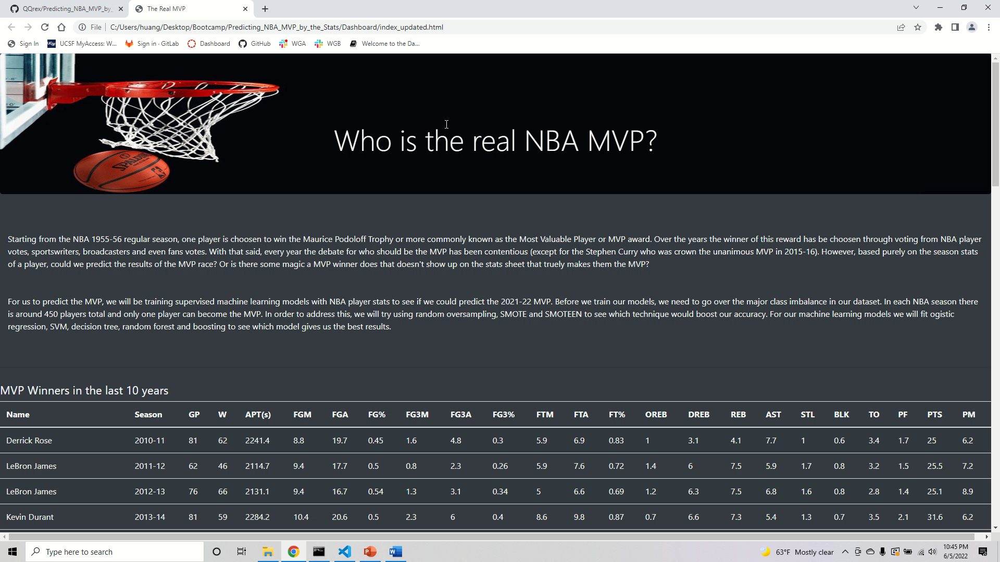 QQrex/Predicting_NBA_MVP_by_
The Real MVP
File
C:/Users/huang/Desktop/Bootcamp/Predicting_NBA_MVP_by_the_Stats/Dashboard/index_updated.html
Sign In UCSF MyAccess: W... Sign in · GitLab Dashboard GitHub WGA WGB Welcome to the Da...
SPALDING
Who is the real NBA MVP?
Starting from the NBA 1955-56 regular season, one player is choosen to win the Maurice Podoloff Trophy or more commonly known as the Most Valuable Player or MVP award. Over the years the winner of this reward has be choosen through voting from NBA player
votes, sportswriters, broadcasters and even fans votes. With that said, every year the debate for who should be the MVP has been contentious (except for the Stephen Curry who was crown the unanimous MVP in 2015-16). However, based purely on the season stats
of a player, could we predict the results of the MVP race? Or is there some magic a MVP winner does that doesn't show up on the stats sheet that truely makes them the MVP?
For us to predict the MVP, we will be training supervised machine learning models with NBA player stats to see if we could predict the 2021-22 MVP. Before we train our models, we need to go over the major class imbalance in our dataset. In each NBA season there
is around 450 players total and only one player can become the MVP. In order to address this, we will try using random oversampling, SMOTE and SMOTEEN to see which technique would boost our accuracy. For our machine learning models we will fit ogistic
regression, SVM, decision tree, random forest and boosting to see which model gives us the best results.
MVP Winners in the last 10 years
Name Season GP W APT(s) FGM FGA FG% FG3M FG3A FG3% FTM FTA FT% OREB DREB REB AST STL BLK TO PF PTS PM
Derrick Rose 2010-11 81 62 2241.4 8.8 19.7 0.45 1.6 4.8 0.3 5.9 6.9 0.83 1 3.1 4.1 7.7 1 0.6 3.4 1.7 25 6.2
LeBron James 2011-12 62 46 2114.7 9.4 17.7 0.5 0.8 2.3 0.26 5.9 7.6 0.72 1.4 6 7.5 5.9 1.7 0.8 3.2 1.5 25.5 7.2
LeBron James 2012-13 76 66 2131.1 9.4 16.7 0.54 1.3 3.1 0.34 5 6.6 0.69 1.2 6.3 7.5 6.8 1.6 0.8 2.8 1.4 25.1 8.9
Kevin Durant 2013-14 81 59 2284.2 10.4 20.6 0.5 2.3 6 0.4 8.6 9.8 0.87 0.7 6.6 7.3 5.4 1.3 0.7 3.5 2.1 31.6 6.2
Type here to search
63°F Mostly clear
10:45 PM
6/5/2022